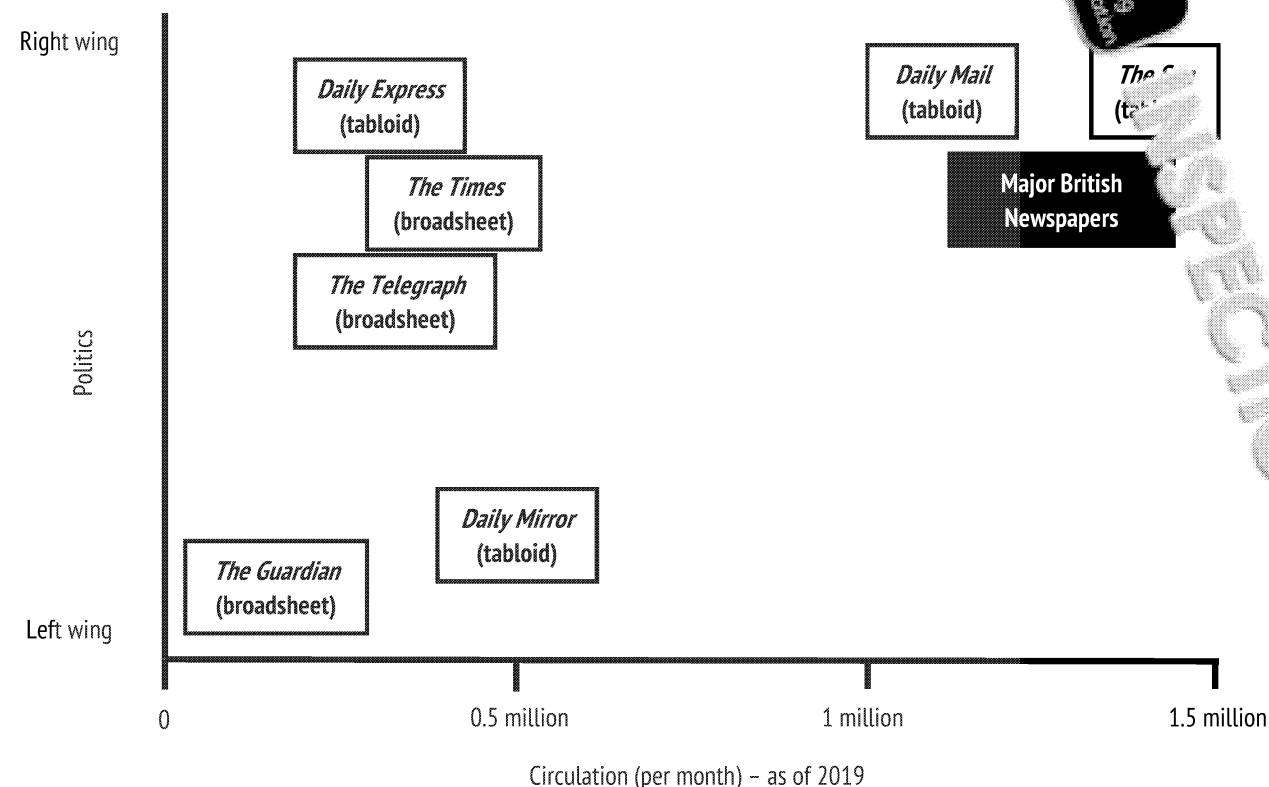 Right wing
Daily Express
(tabloid)
Daily Mail
(tabloid)
The
The Times
(broadsheet)
Major British
Newspapers
The Telegraph
(broadsheet)
Politics
Daily Mirror
(tabloid)
The Guardian
(broadsheet)
Left wing
0
0.5 million
1 million
1.5 million
Circulation (per month) – as of 2019